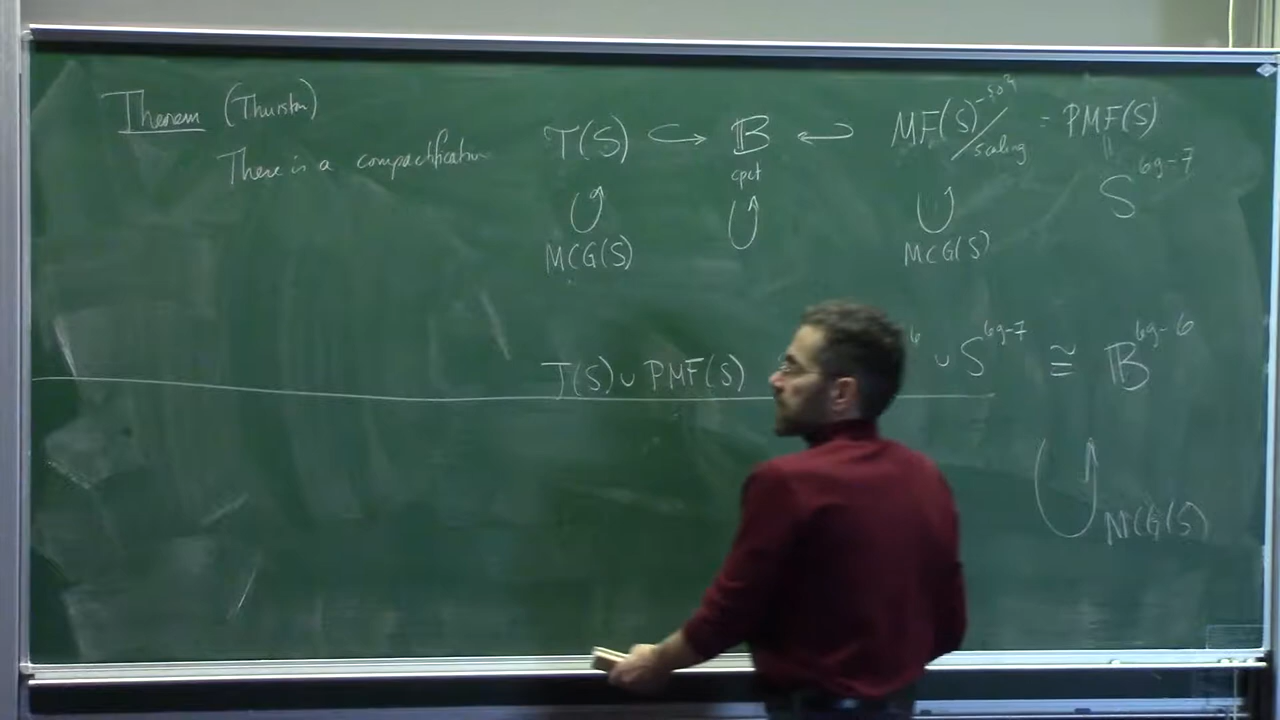 Theorem (Thurston)
There is a compactification
T(S) ↪ B ↩ MF(S)-{0}/scaling = PMF(S)
cpct
= S^{6g-7}
MCG(S) MCG(S)
T(S) ∪ PMF(S) ∪ S^{6g-7} ≅ B^{6g-6}
MCG(S)